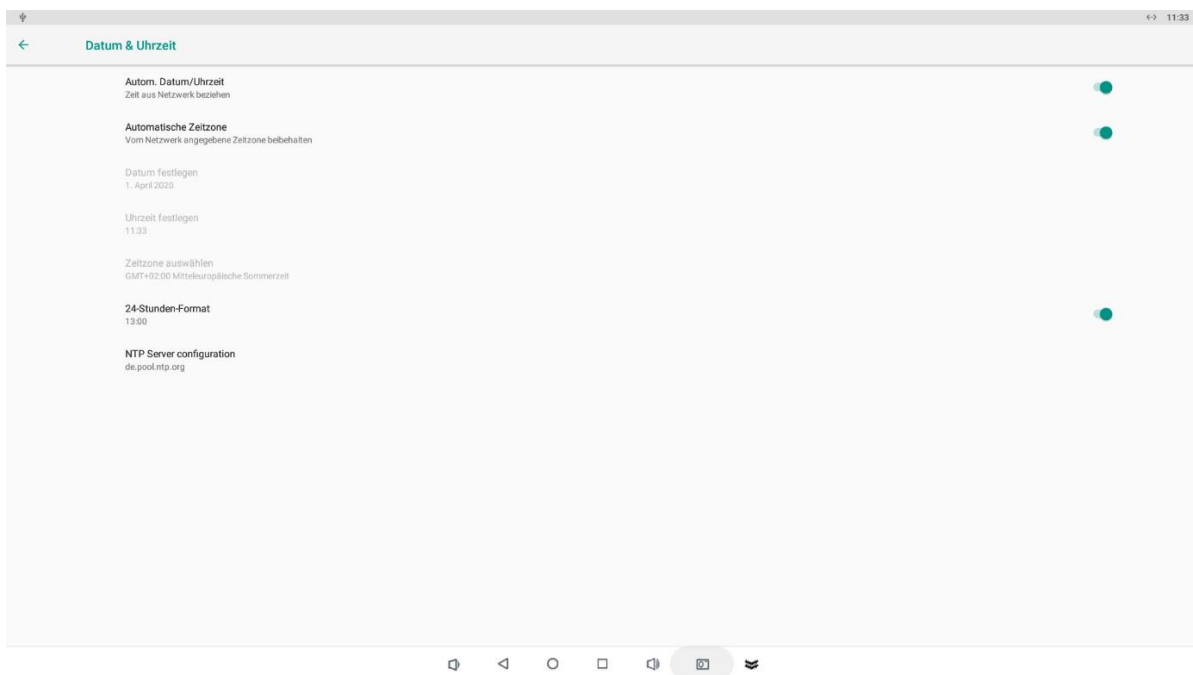 11:33
Datum & Uhrzeit
Autom. Datum/Uhrzeit
Zeit aus Netzwerk beziehen
Automatische Zeitzone
Vom Netzwerk angegebene Zeitzone beibehalten
Datum festlegen
1. April 2020
Uhrzeit festlegen
11:33
Zeitzone auswählen
GMT+02:00 Mitteleuropäische Sommerzeit
24-Stunden-Format
13:00
NTP Server configuration
de.pool.ntp.org